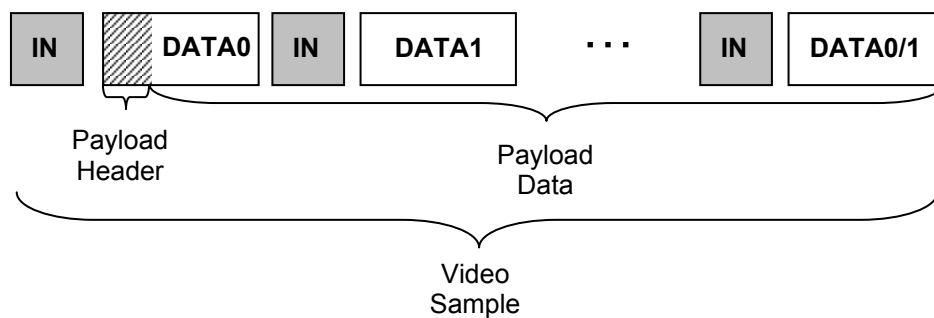 IN DATA0 IN DATA1 ... IN DATA0/1
Payload
Header
Payload
Data
Video
Sample